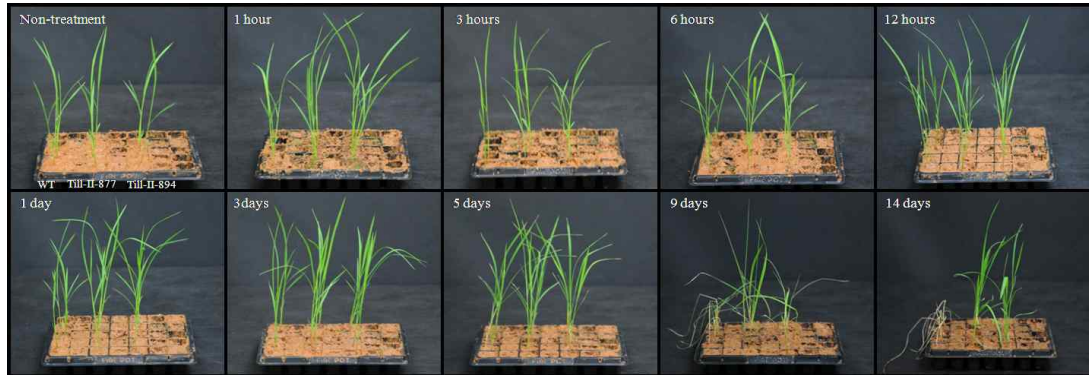 Non-treatment
1 hour
3 hours
6 hours
12 hours
WT Till-II-877 Till-II-894
1 day
3days
5 days
9 days
14 days